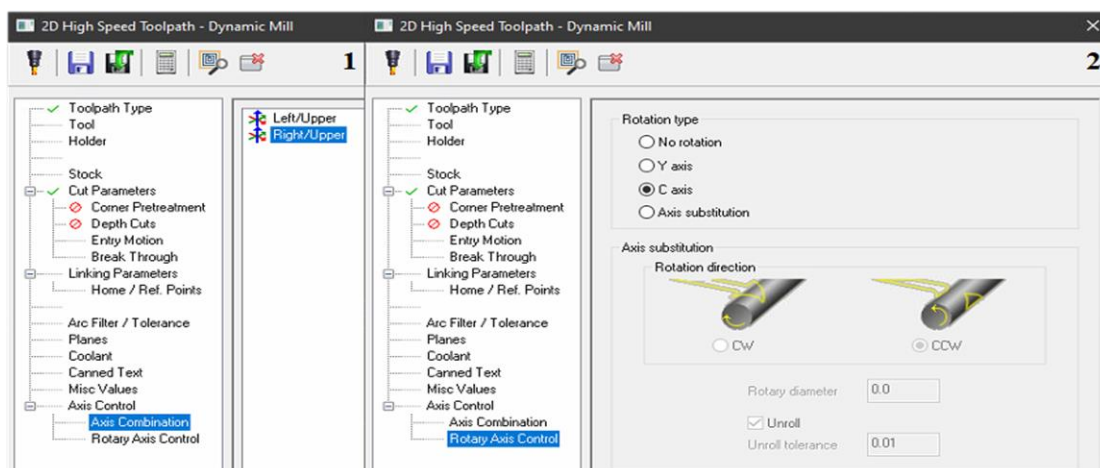 2D High Speed Toolpath - Dynamic Mill
1
Toolpath Type
Tool
Holder
Stock
Cut Parameters
Corner Pretreatment
Depth Cuts
Entry Motion
Break Through
Linking Parameters
Home / Ref. Points
Arc Filter / Tolerance
Planes
Coolant
Canned Text
Misc Values
Axis Control
Axis Combination
Rotary Axis Control
Left/Upper
Right/Upper
2D High Speed Toolpath - Dynamic Mill
2
Toolpath Type
Tool
Holder
Stock
Cut Parameters
Corner Pretreatment
Depth Cuts
Entry Motion
Break Through
Linking Parameters
Home / Ref. Points
Arc Filter / Tolerance
Planes
Coolant
Canned Text
Misc Values
Axis Control
Axis Combination
Rotary Axis Control
Rotation type
No rotation
Y axis
C axis
Axis substitution
Axis substitution
Rotation direction
CW
CCW
Rotary diameter
0.0
Unroll
Unroll tolerance
0.01